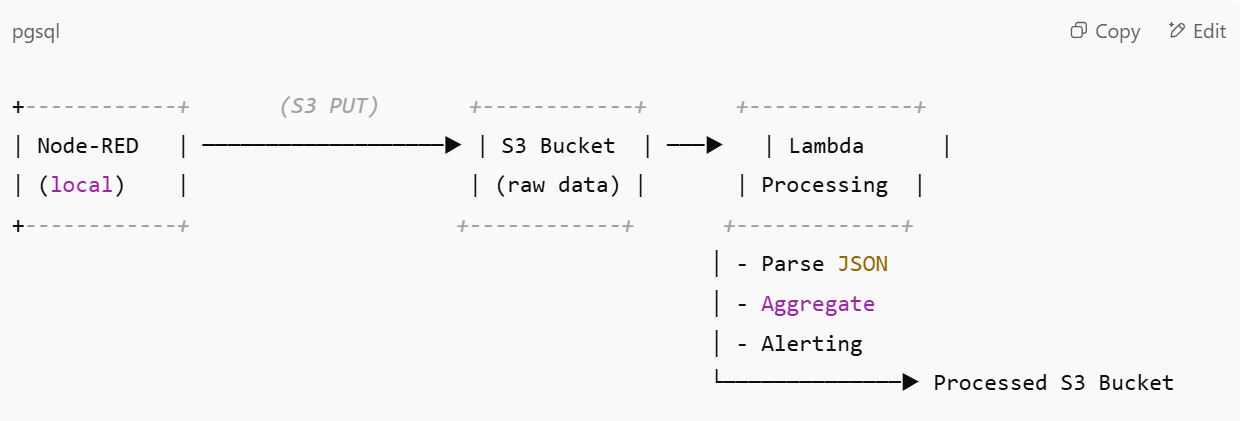 pgsql Copy Edit
+------------+ (S3 PUT) +------------+ +-------------+
│ Node-RED │ ───────────────────▶ │ S3 Bucket │ ───▶ │ Lambda │
│ (local) │ │ (raw data) │ │ Processing │
+------------+ +------------+ +-------------+
│ - Parse JSON
│ - Aggregate
│ - Alerting
└──────────────▶ Processed S3 Bucket